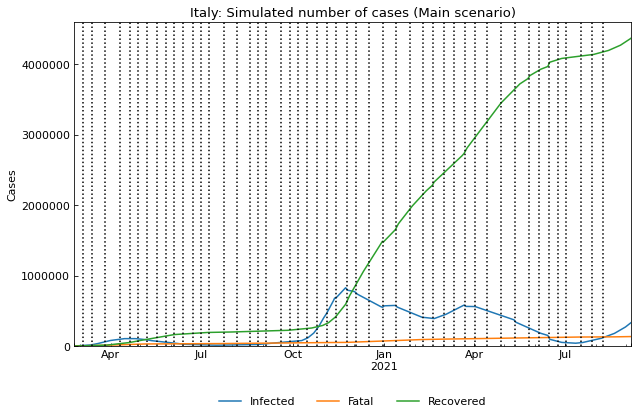 Italy: Simulated number of cases (Main scenario)
4000000
3000000
2000000
1000000
0
Cases
Apr Jul Oct Jan Apr Jul
2021
Infected Fatal Recovered